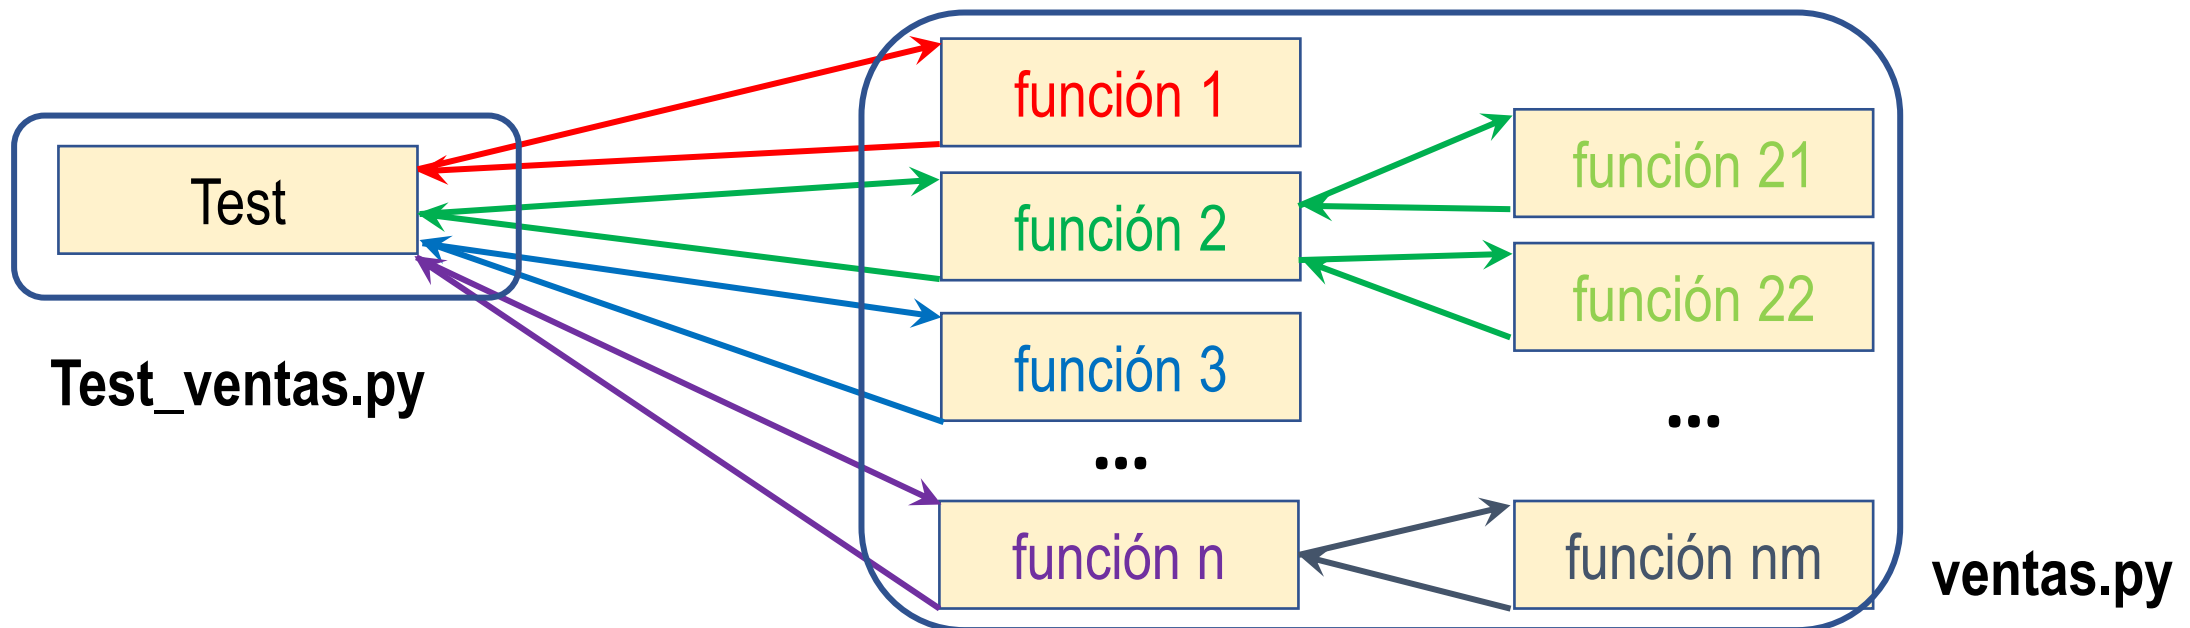 Test
Test_ventas.py
función 1
función 2
función 3
...
función n
función 21
función 22
...
función nm
ventas.py